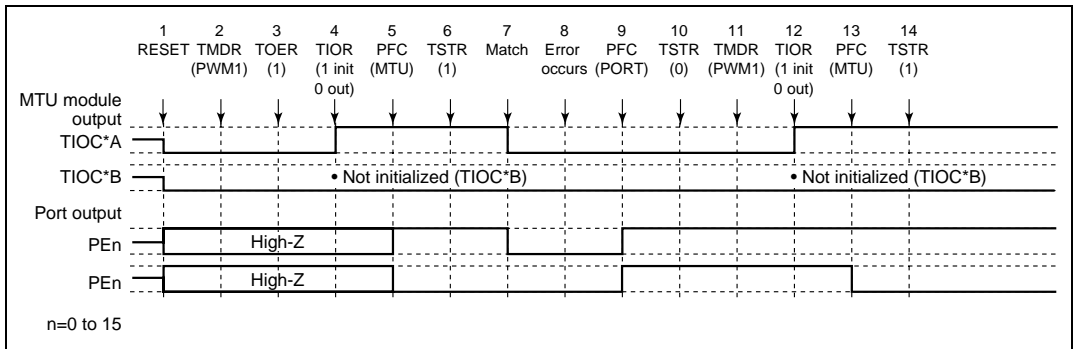 1 2 3 4 5 6 7 8 9 10 11 12 13 14
RESET TMDR TOER TIOR PFC TSTR Match Error PFC TSTR TMDR TIOR PFC TSTR
(PWM1) (1) (1 init (MTU) (1) occurs (PORT) (0) (PWM1) (1 init (MTU) (1)
0 out) 0 out)
MTU module
output
TIOC*A
TIOC*B • Not initialized (TIOC*B) • Not initialized (TIOC*B)
Port output
PEn High-Z
PEn High-Z
n=0 to 15